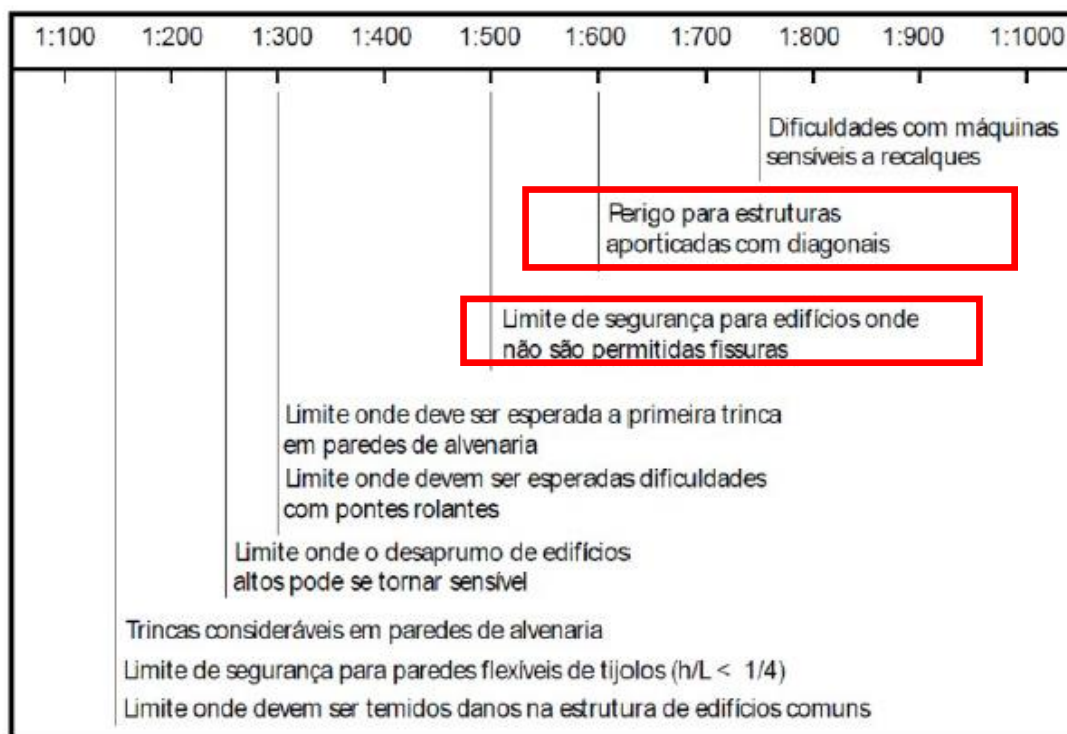 1:100 1:200 1:300 1:400 1:500 1:600 1:700 1:800 1:900 1:1000
Dificuldades com máquinas
sensíveis a recalques
Perigo para estruturas
aporticadas com diagonais
Limite de segurança para edifícios onde
não são permitidas fissuras
Limite onde deve ser esperada a primeira trinca
em paredes de alvenaria
Limite onde devem ser esperadas dificuldades
com pontes rolantes
Limite onde o desaprumo de edifícios
altos pode se tornar sensível
Trincas consideráveis em paredes de alvenaria
Limite de segurança para paredes flexíveis de tijolos (h/L < 1/4)
Limite onde devem ser temidos danos na estrutura de edifícios comuns